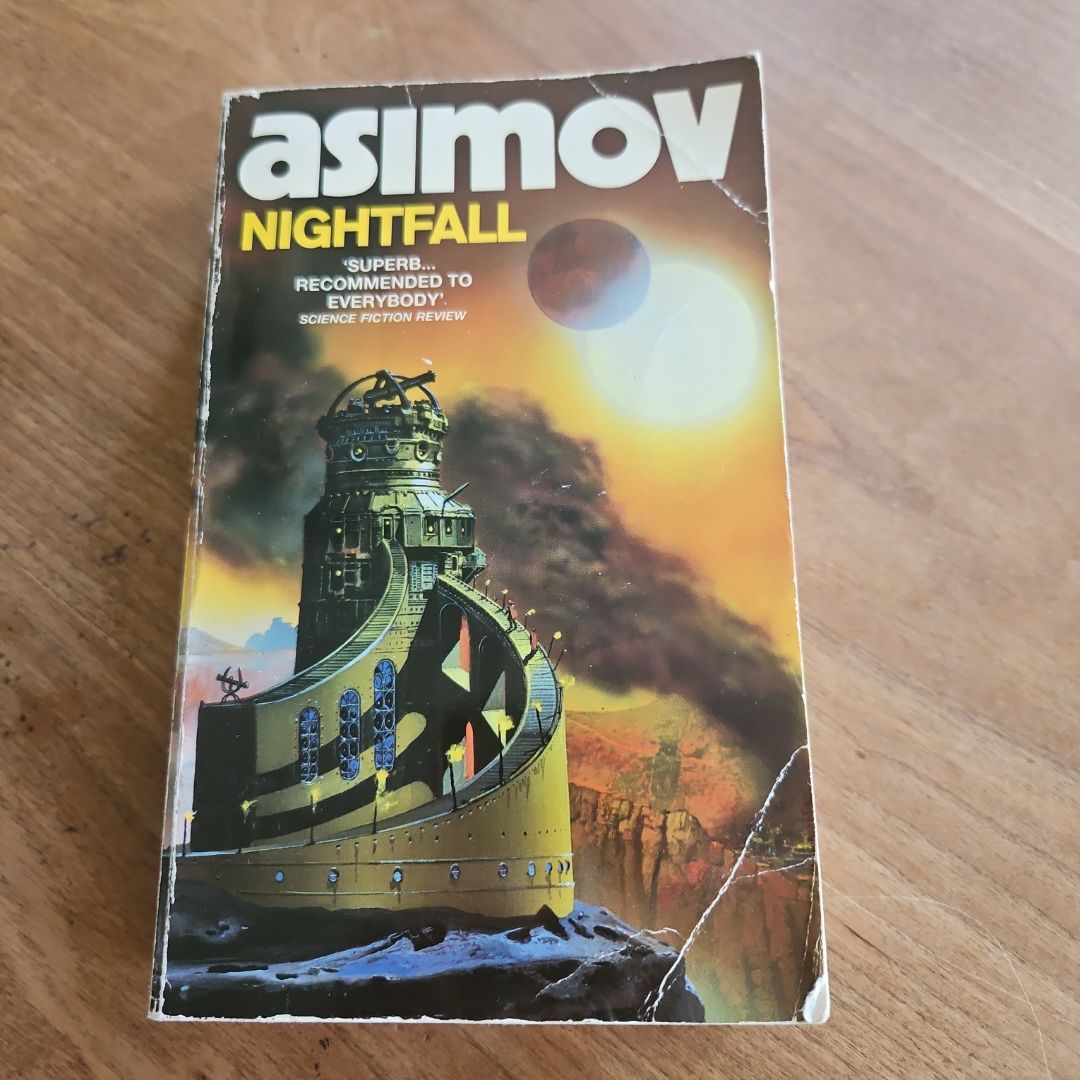 asimov
NIGHTFALL
'SUPERB...
RECOMMENDED TO
EVERYBODY'.
SCIENCE FICTION REVIEW